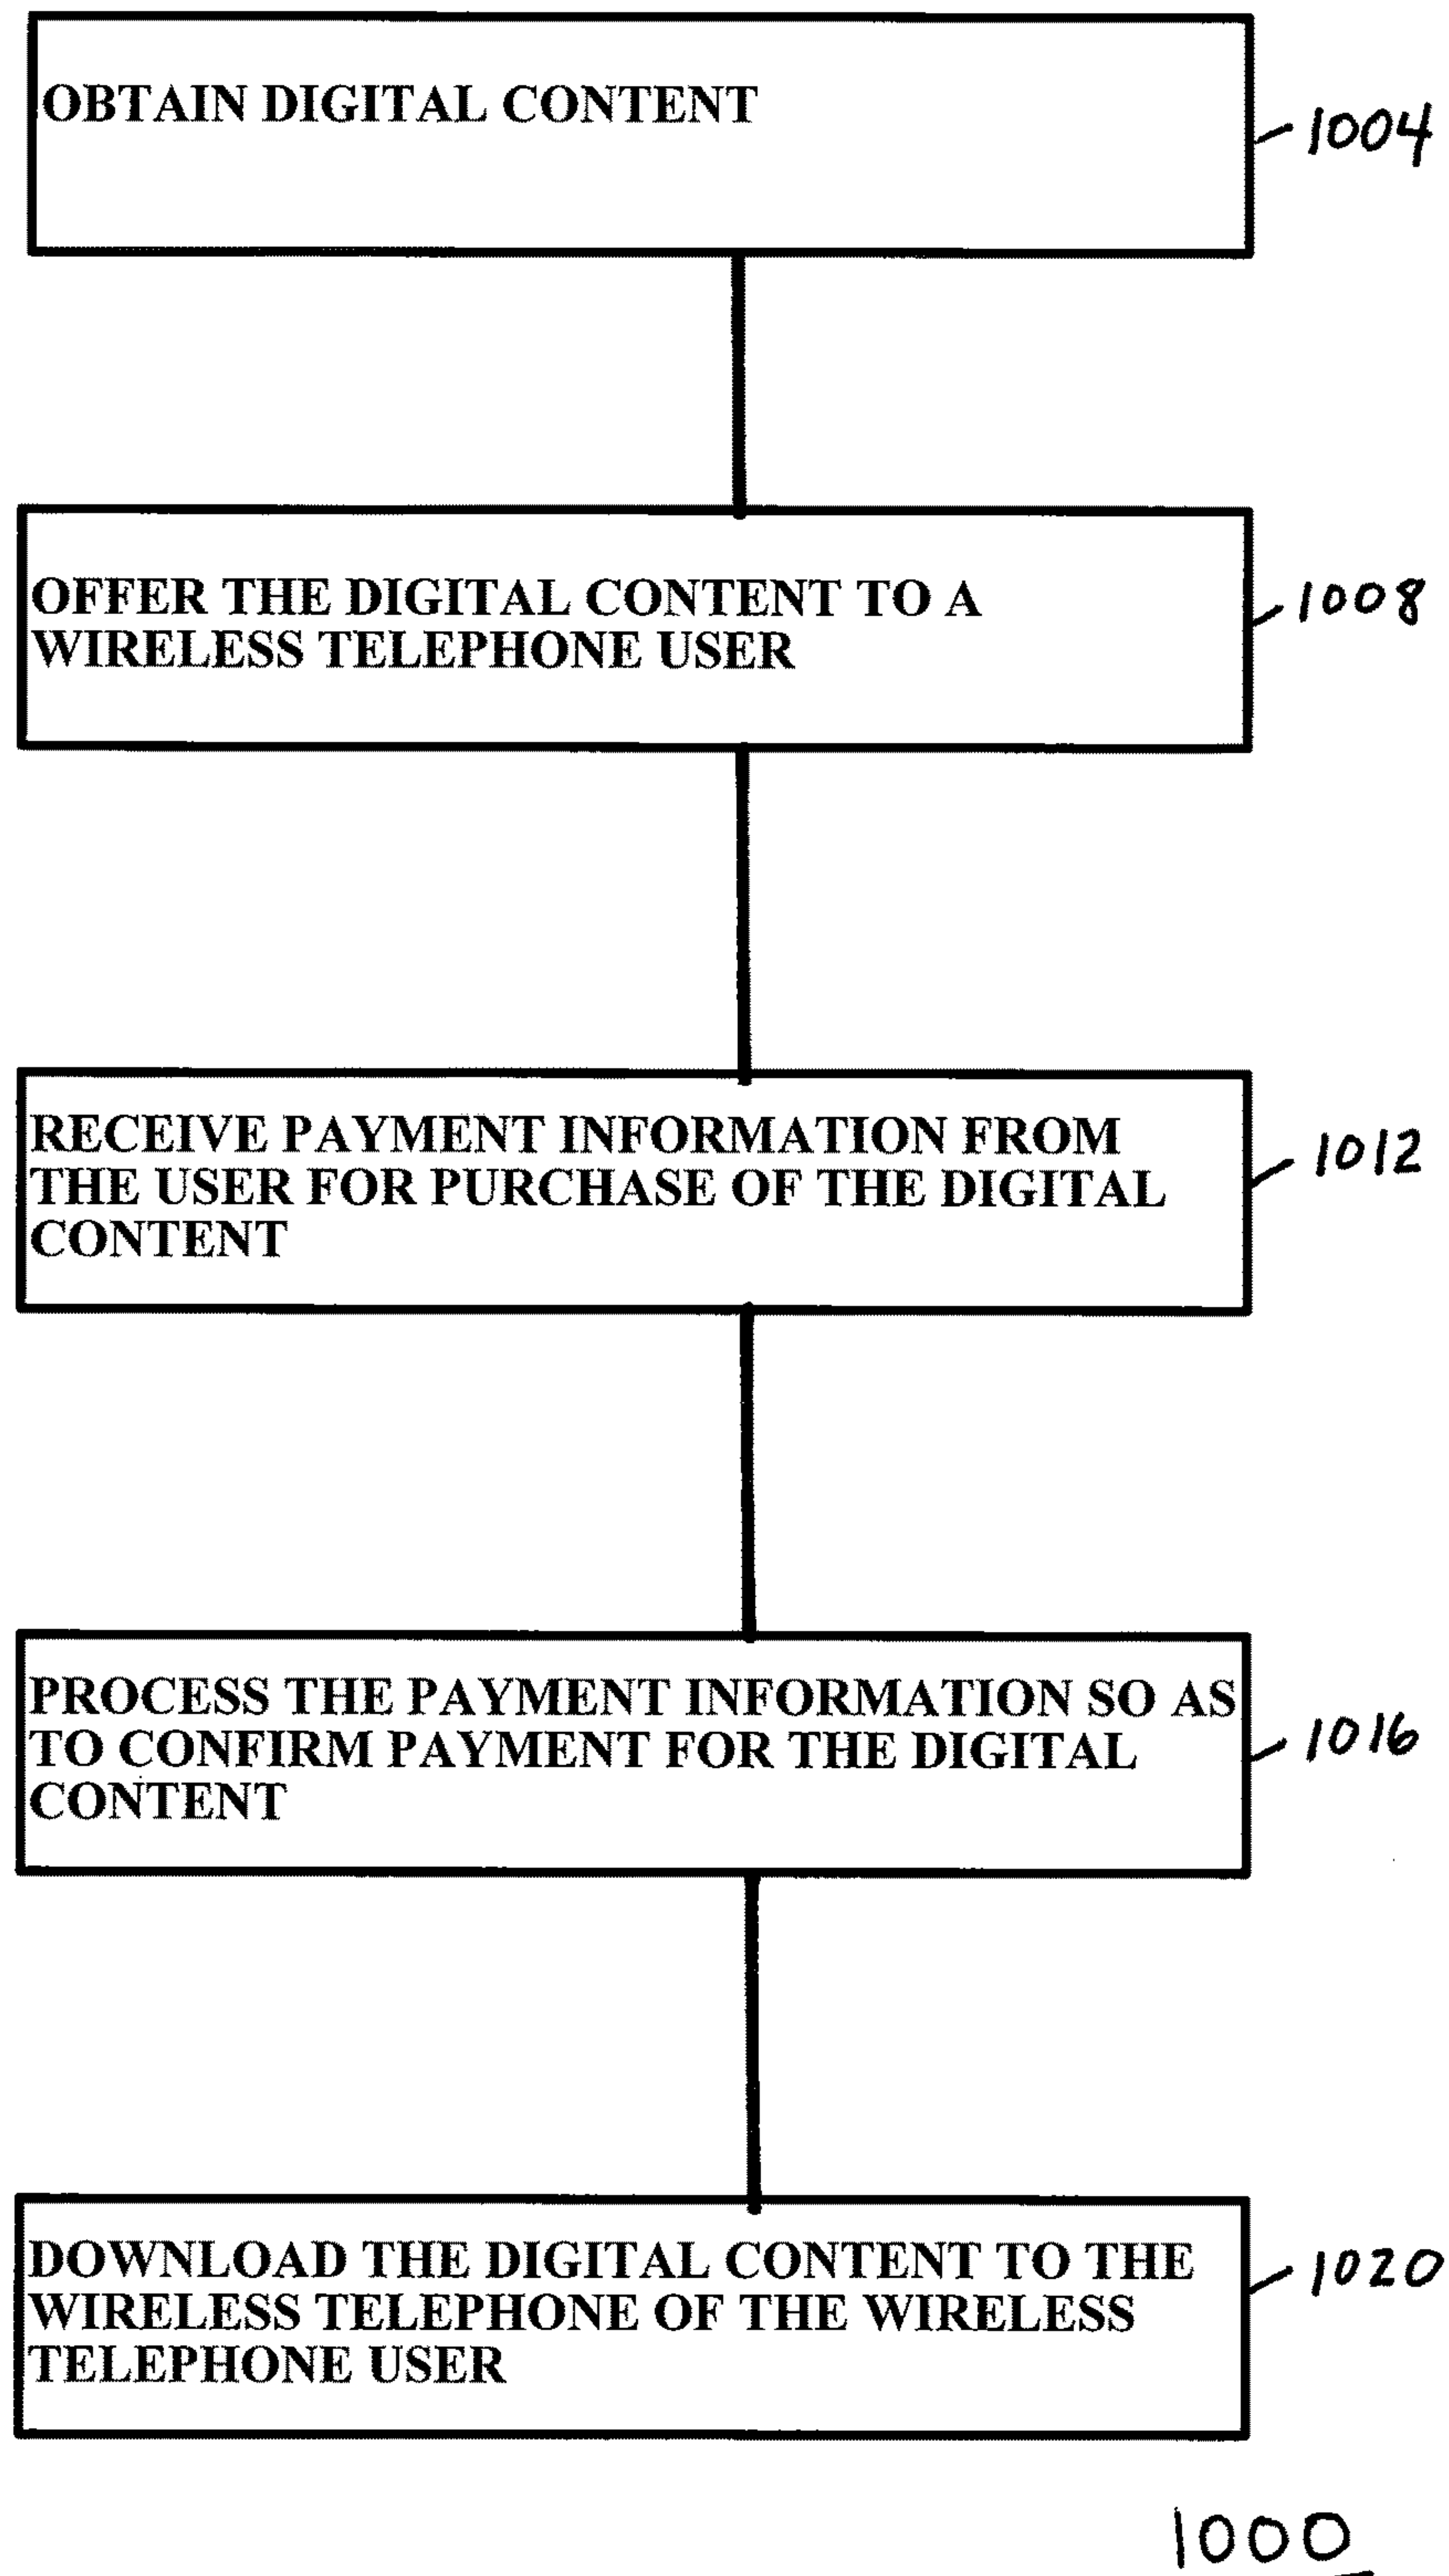 OBTAIN DIGITAL CONTENT
1004
OFFER THE DIGITAL CONTENT TO A
WIRELESS TELEPHONE USER
1008
RECEIVE PAYMENT INFORMATION FROM
THE USER FOR PURCHASE OF THE DIGITAL
CONTENT
1012
PROCESS THE PAYMENT INFORMATION SO AS
TO CONFIRM PAYMENT FOR THE DIGITAL
CONTENT
1016
DOWNLOAD THE DIGITAL CONTENT TO THE
WIRELESS TELEPHONE OF THE WIRELESS
TELEPHONE USER
1020
1000